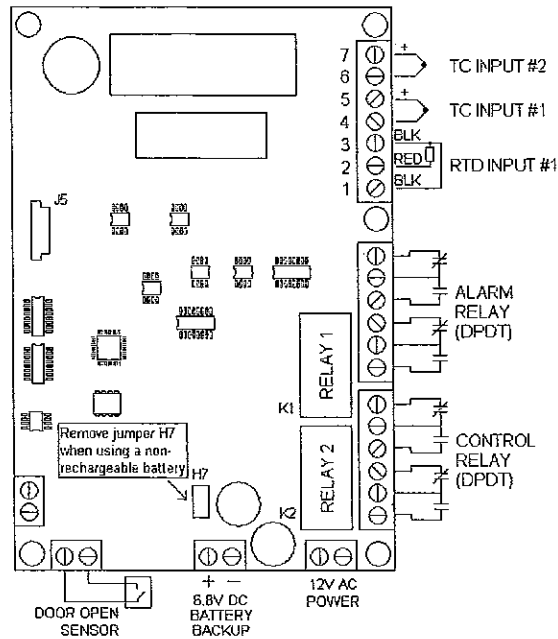 7
+
TC INPUT #2
6
5
+
TC INPUT #1
4
3
BLK
2
RED
RTD INPUT #1
1
BLK
J5
ALARM
RELAY
(DPDT)
RELAY 1
K1
CONTROL
RELAY
(DPDT)
RELAY 2
K3
Remove jumper H7
when using a non-
rechargeable battery
H7
DOOR OPEN
SENSOR
+ −
6.8V DC
BATTERY
BACKUP
12V AC
POWER